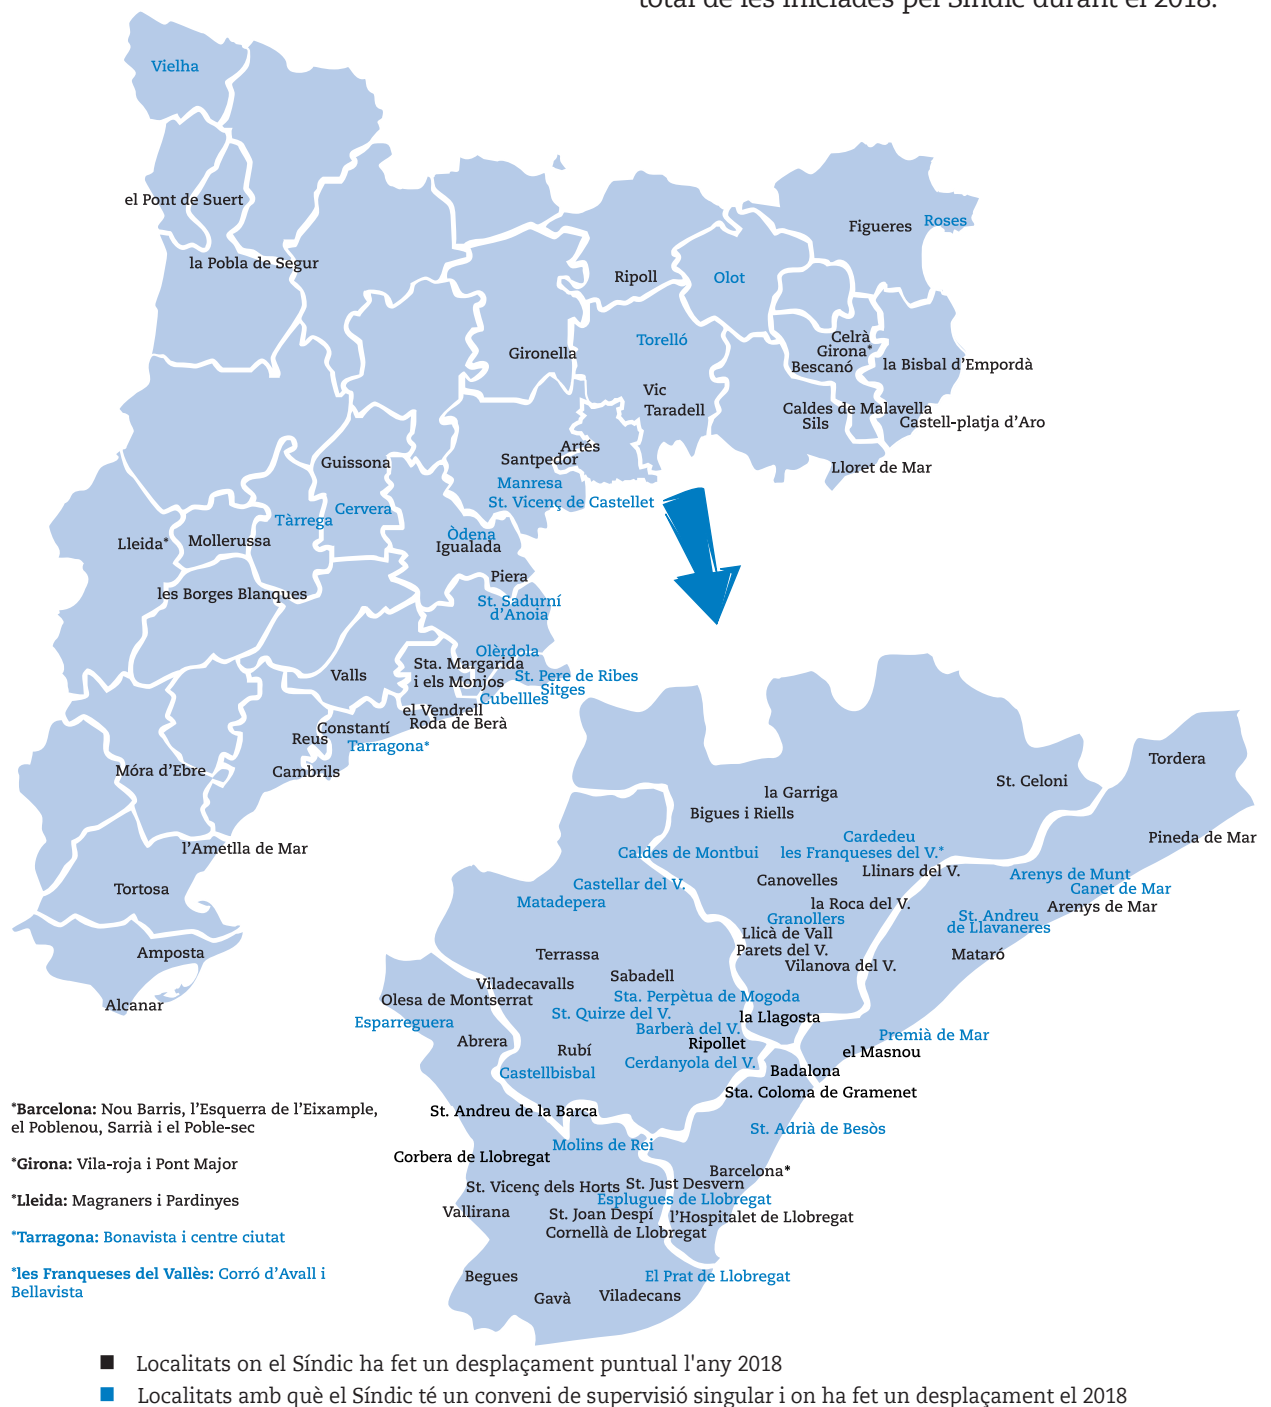 total de les iniciades pel Síndic durant el 2018.
Vielha
el Pont de Suert
la Pobla de Segur
Figueres
Roses
Ripoll
Olot
Torelló
Gironella
Celrà
Girona*
Bescanó
la Bisbal d'Empordà
Vic
Taradell
Caldes de Malavella
Sils
Castell-platja d'Aro
Lloret de Mar
Artés
Santpedor
Manresa
St. Vicenç de Castellet
Guissona
Cervera
Tàrrega
Lleida*
Mollerussa
Òdena
Igualada
Piera
les Borges Blanques
St. Sadurní
d'Anoia
Olèrdola
Sta. Margarida
i els Monjos
St. Pere de Ribes
Sitges
Cubellles
Valls
el Vendrell
Roda de Berà
Constantí
Reus
Tarragona*
Cambrils
Móra d'Ebre
l'Ametlla de Mar
Tortosa
Amposta
Alcanar
Tordera
St. Celoni
la Garriga
Bigues i Riells
Pineda de Mar
Cardedeu
Caldes de Montbui
les Franqueses del V.*
Llinars del V.
Arenys de Munt
Canet de Mar
Arenys de Mar
Canovelles
Castellar del V.
Matadepera
la Roca del V.
Granollers
St. Andreu
de Llavaneres
Llicà de Vall
Parets del V.
Vilanova del V.
Mataró
Terrassa
Sabadell
Viladecavalls
Olesa de Montserrat
Sta. Perpètua de Mogoda
St. Quirze del V.
la Llagosta
Esparreguera
Barberà del V.
Premià de Mar
Abrera
Ripollet
Rubí
el Masnou
Cerdanyola del V.
Castellbisbal
Badalona
Sta. Coloma de Gramenet
St. Andreu de la Barca
St. Adrià de Besòs
Molins de Rei
Corbera de Llobregat
Barcelona*
St. Vicenç dels Horts
St. Just Desvern
Esplugues de Llobregat
Vallirana
St. Joan Despí
l'Hospitalet de Llobregat
Cornellà de Llobregat
Begues
El Prat de Llobregat
Gavà
Viladecans
*Barcelona: Nou Barris, l'Esquerra de l'Eixample,
el Poblenou, Sarrià i el Poble-sec
*Girona: Vila-roja i Pont Major
*Lleida: Magraners i Pardinyes
*Tarragona: Bonavista i centre ciutat
*les Franqueses del Vallès: Corró d'Avall i
Bellavista
Localitats on el Síndic ha fet un desplaçament puntual l'any 2018
Localitats amb què el Síndic té un conveni de supervisió singular i on ha fet un desplaçament el 2018